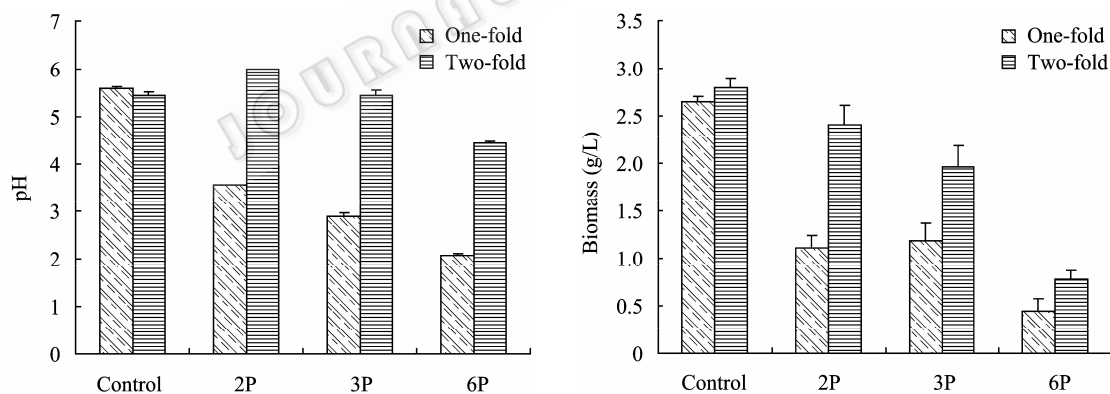 7
6
5
4
3
2
1
0
pH
One-fold
Two-fold
Control 2P 3P 6P
3.5
3.0
2.5
2.0
1.5
1.0
0.5
0
Biomass (g/L)
One-fold
Two-fold
Control 2P 3P 6P
JOURNA